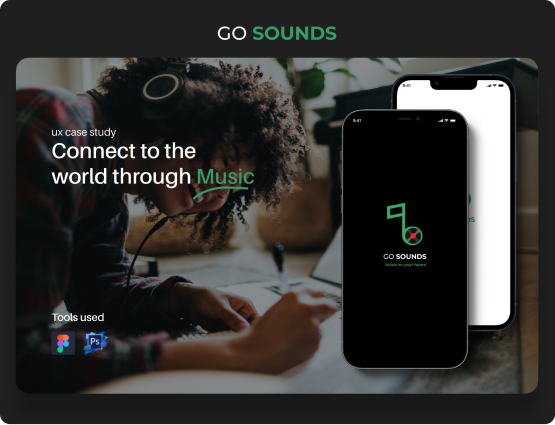 GO SOUNDS
ux case study
Connect to the
world through Music
Tools used
Ps
9:41
9:41
GO SOUNDS
Music to your home